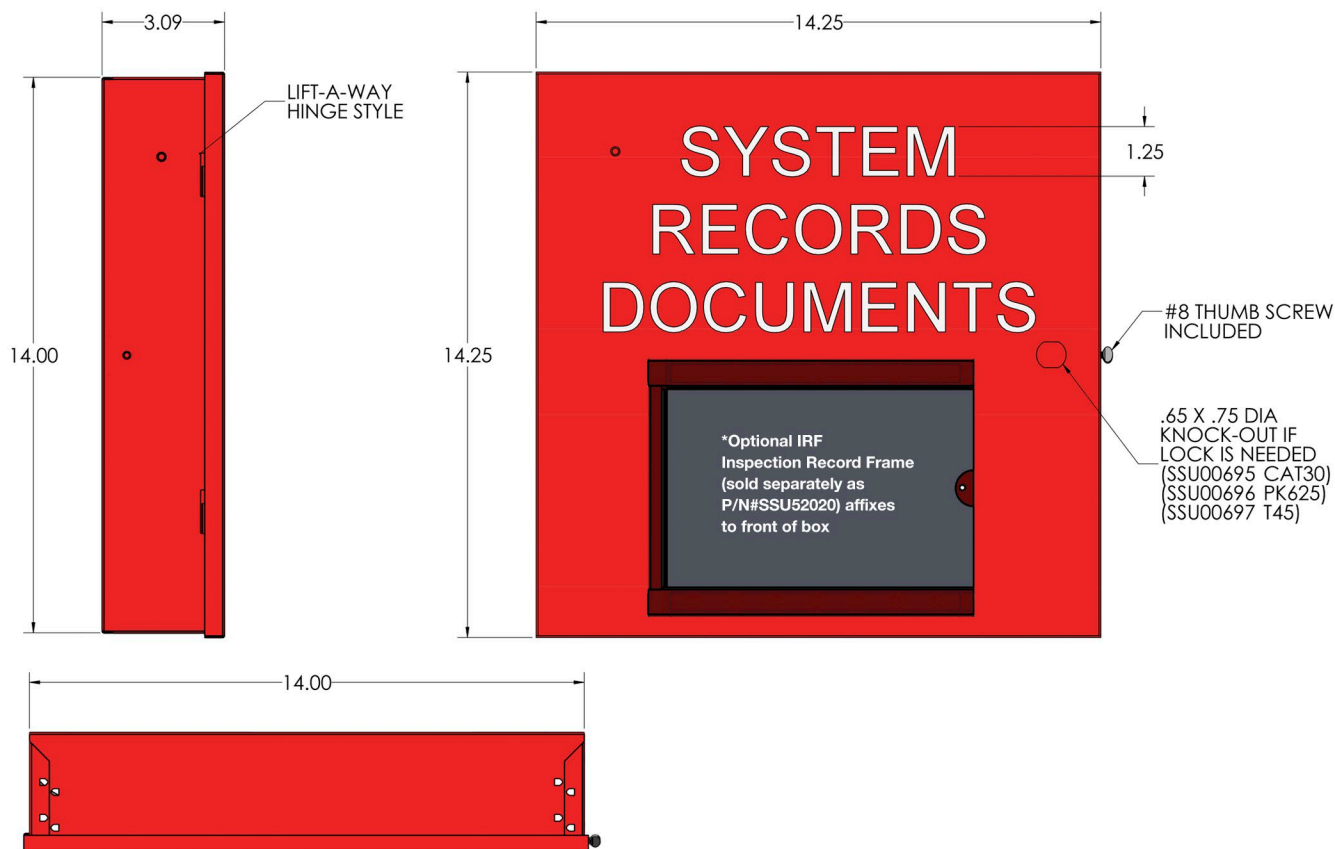 3.09
14.25
LIFT-A-WAY
HINGE STYLE
14.00
14.25
SYSTEM
RECORDS
DOCUMENTS
1.25
#8 THUMB SCREW
INCLUDED
*Optional IRF
Inspection Record Frame
(sold separately as
P/N#SSU52020) affixes
to front of box
.65 X .75 DIA
KNOCK-OUT IF
LOCK IS NEEDED
(SSU00695 CAT30)
(SSU00696 PK625)
(SSU00697 T45)
14.00